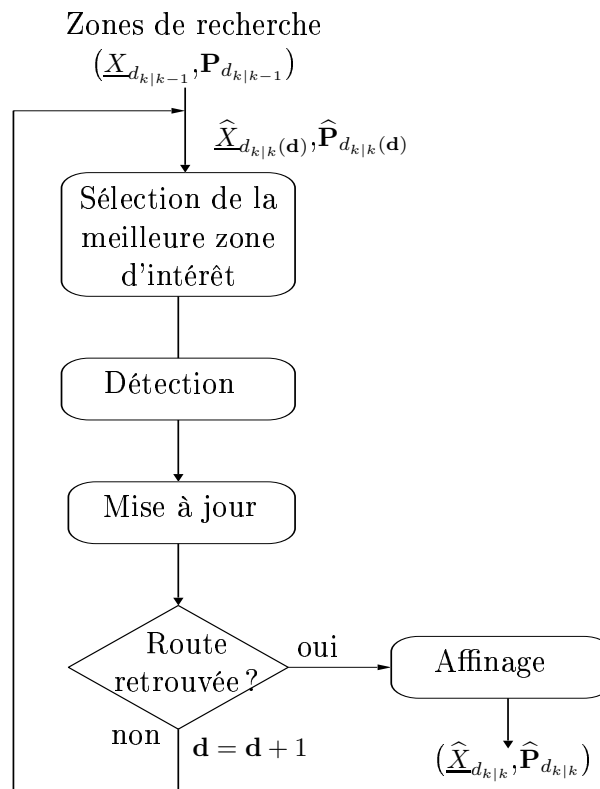 Zones de recherche
(X̲_{d_{k|k−1}}, 𝐏_{d_{k|k−1}})
X̲̂_{d_{k|k}(𝐝)}, 𝐏̂_{d_{k|k}(𝐝)}
Sélection de la
meilleure zone
d'intérêt
Détection
Mise à jour
Route
retrouvée ?
oui
Affinage
non
𝐝 = 𝐝 + 1
(X̲̂_{d_{k|k}}, 𝐏̂_{d_{k|k}})